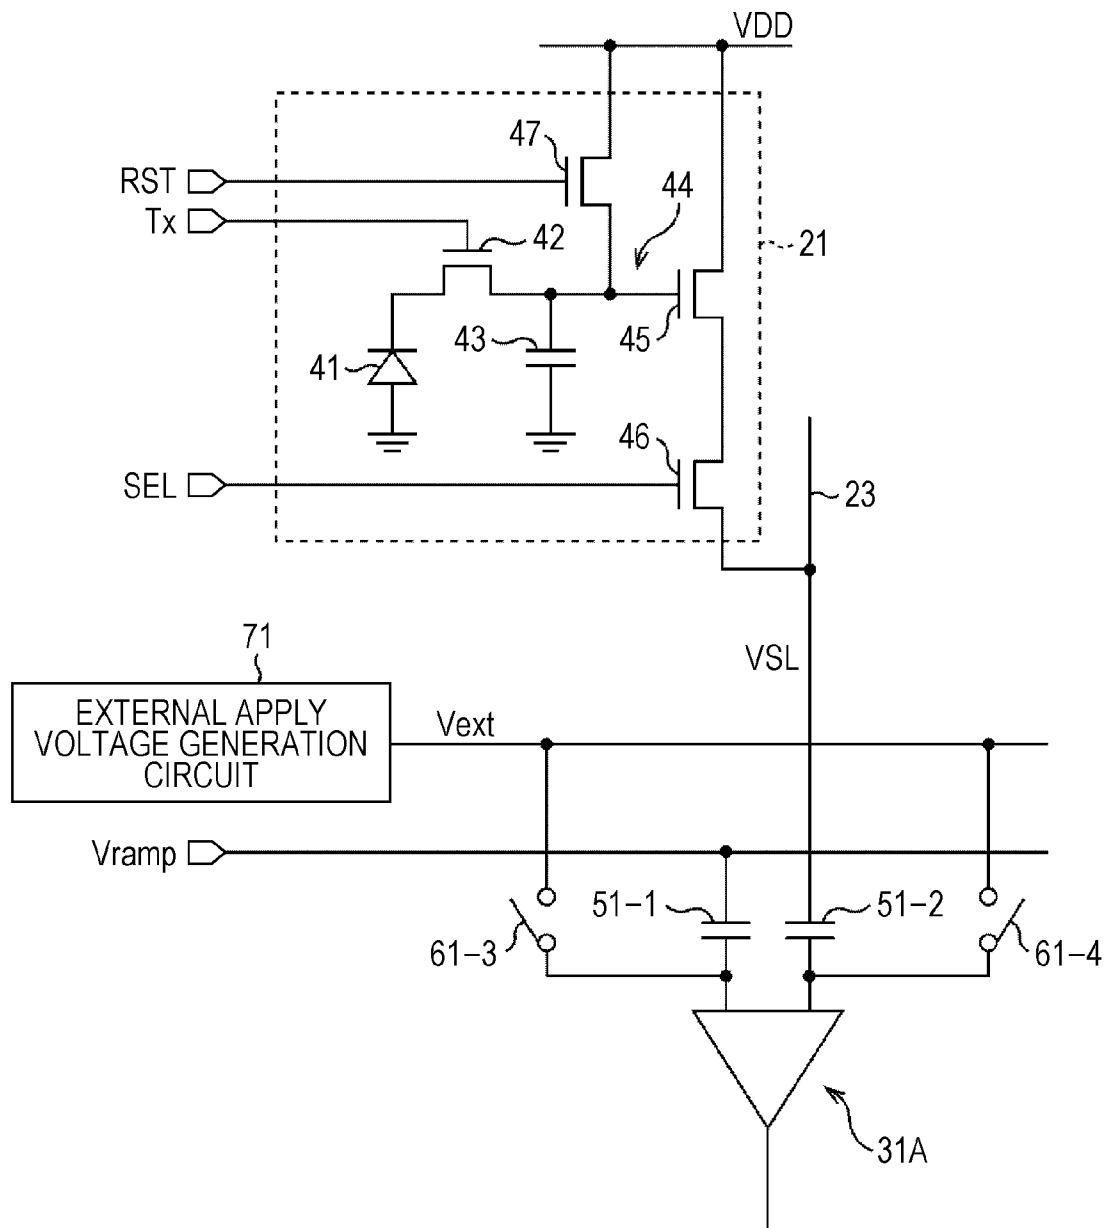 VDD
47
RST
44
Tx
42
21
43
45
41
46
SEL
23
71
VSL
EXTERNAL APPLY
VOLTAGE GENERATION
CIRCUIT
Vext
Vramp
51-1
51-2
61-3
61-4
31A